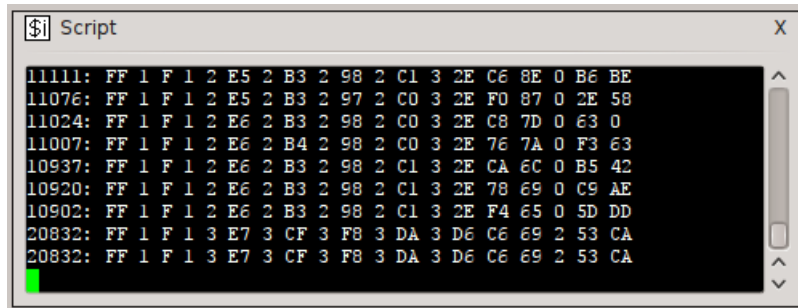 $i Script X
11111: FF 1 F 1 2 E5 2 B3 2 98 2 C1 3 2E C6 8E 0 B6 BE
11076: FF 1 F 1 2 E5 2 B3 2 97 2 C0 3 2E F0 87 0 2E 58
11024: FF 1 F 1 2 E6 2 B3 2 98 2 C0 3 2E C8 7D 0 63 0
11007: FF 1 F 1 2 E6 2 B4 2 98 2 C0 3 2E 76 7A 0 F3 63
10937: FF 1 F 1 2 E6 2 B3 2 98 2 C1 3 2E CA 6C 0 B5 42
10920: FF 1 F 1 2 E6 2 B3 2 98 2 C1 3 2E 78 69 0 C9 AE
10902: FF 1 F 1 2 E6 2 B3 2 98 2 C1 3 2E F4 65 0 5D DD
20832: FF 1 F 1 3 E7 3 CF 3 F8 3 DA 3 D6 C6 69 2 53 CA
20832: FF 1 F 1 3 E7 3 CF 3 F8 3 DA 3 D6 C6 69 2 53 CA